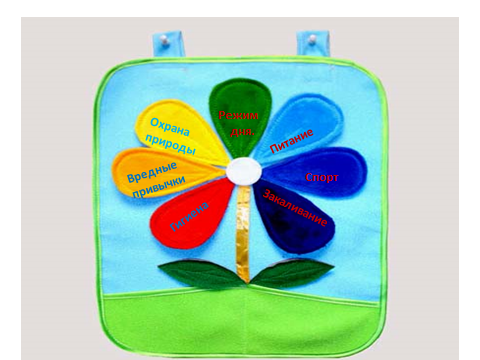 Режим
дня
Охрана
природы
Питание
Вредные
привычки
Спорт
Гигиена
Закаливание